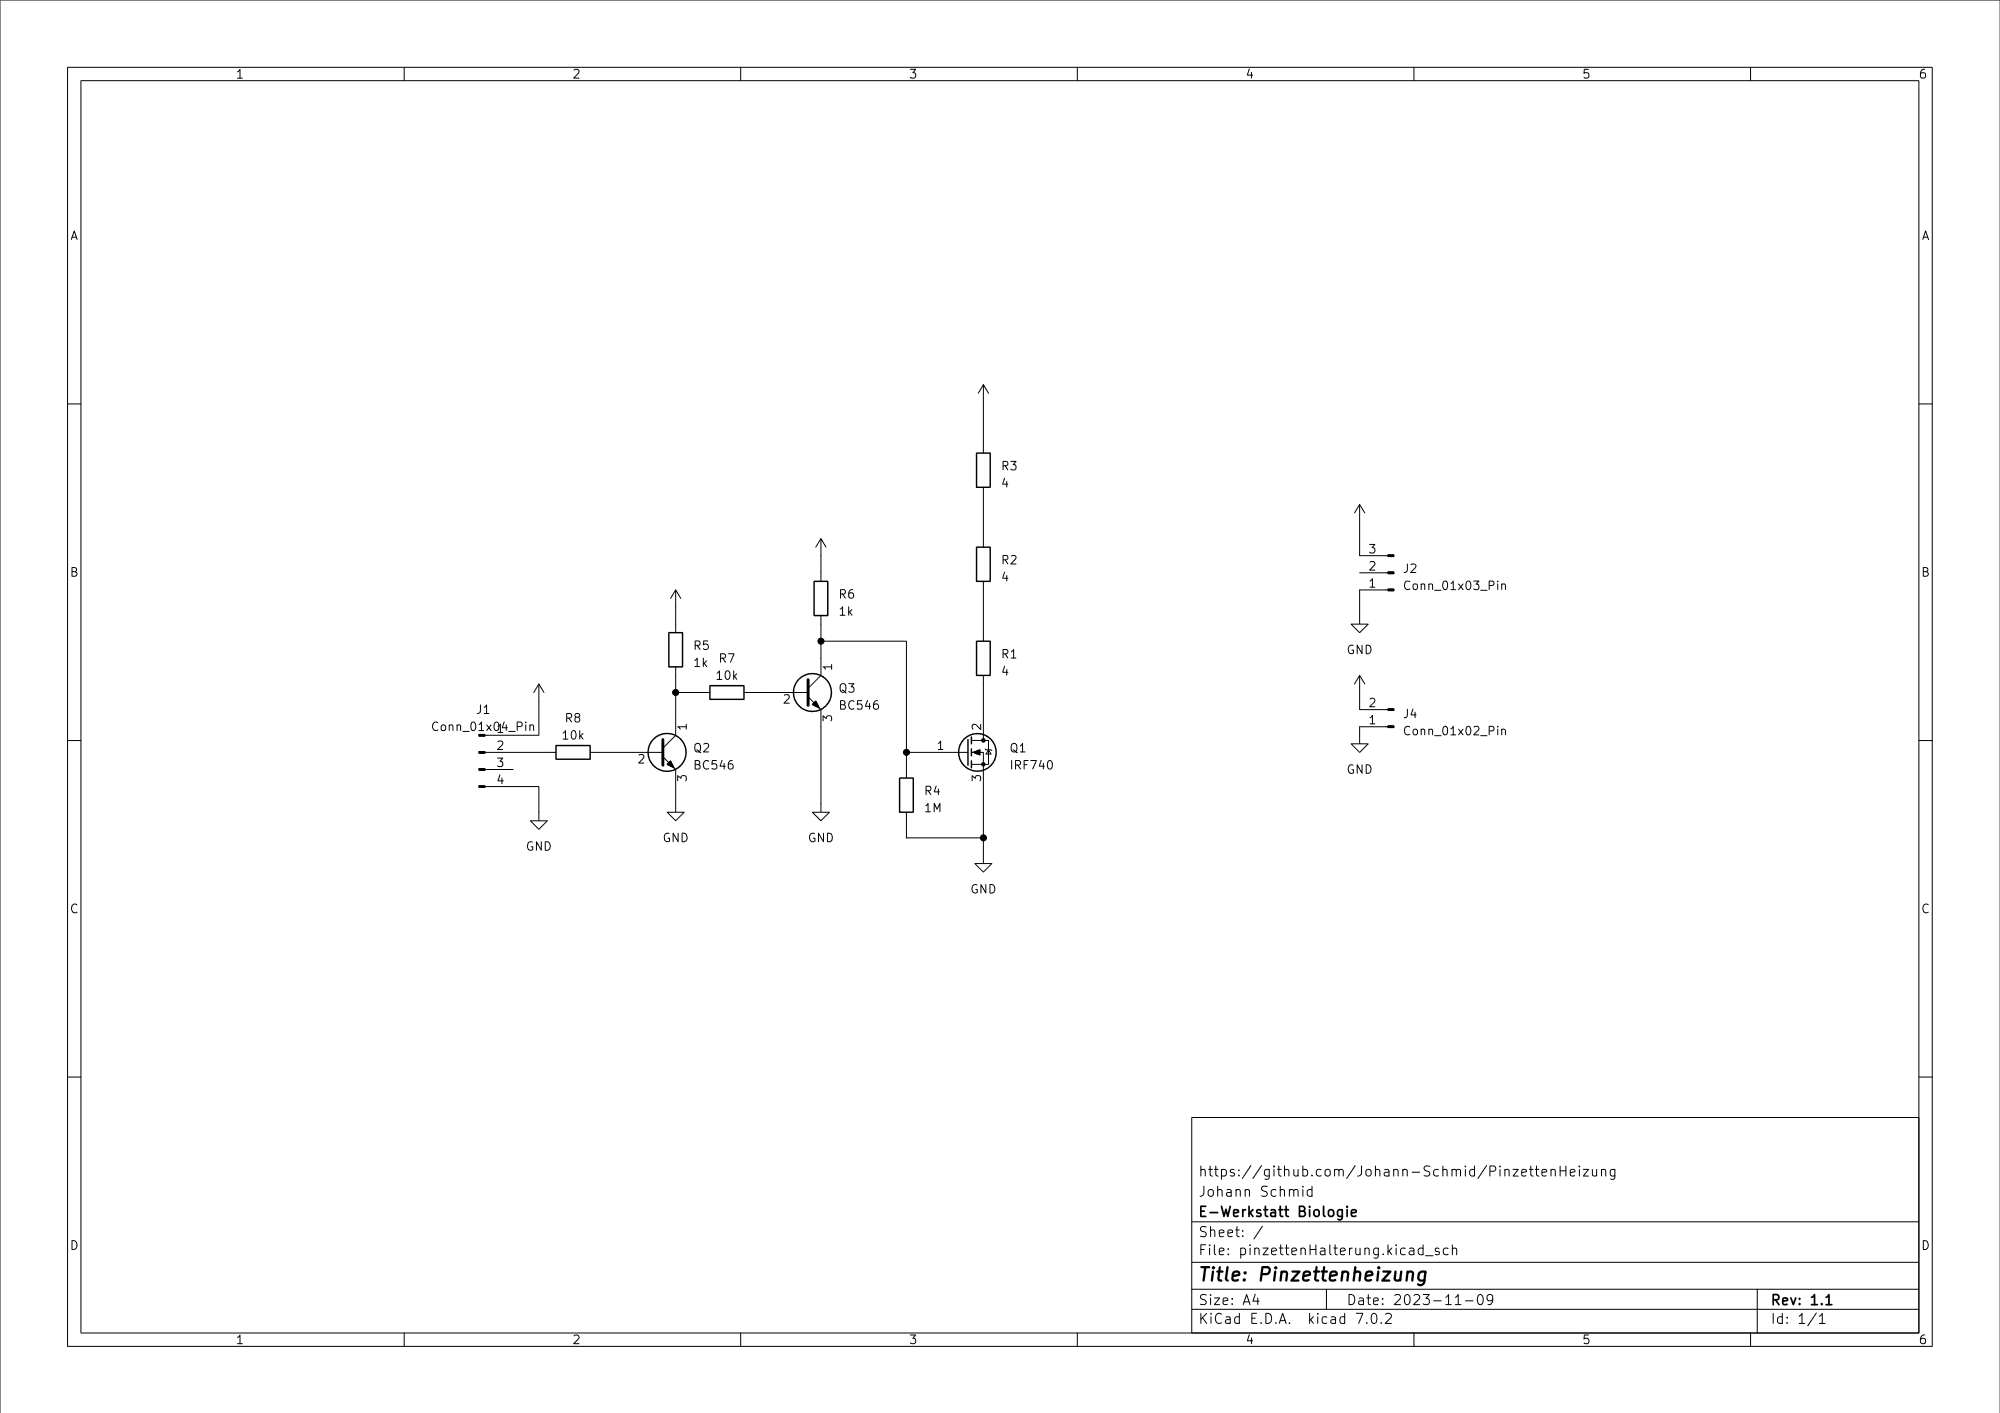 1 2 3 4 5 6
A A
R3
4
B B
R2
4
R6
1k
R1
4
R5
1k
R7
10k
1
2
Q3
BC546
3
J1
Conn_01x04_Pin
1
2
3
4
GND
R8
10k
1
2
Q2
BC546
3
GND
GND
1
2
Q1
IRF740
3
R4
1M
GND
3
2
1
J2
Conn_01x03_Pin
GND
2
1
J4
Conn_01x02_Pin
GND
C C
D D
https://github.com/Johann-Schmid/PinzettenHeizung
Johann Schmid
E-Werkstatt Biologie
Sheet: /
File: pinzettenHalterung.kicad_sch
Title: Pinzettenheizung
Size: A4 Date: 2023-11-09 Rev: 1.1
KiCad E.D.A. kicad 7.0.2 Id: 1/1
1 2 3 4 5 6